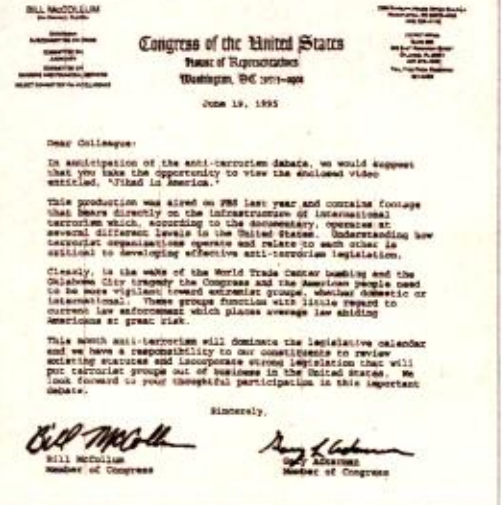 BILL McCOLLUM
Congress of the United States
House of Representatives
Washington, DC 20515-0908
June 19, 1995
Dear Colleague:
In anticipation of the anti-terrorism debate, we would suggest
that you take the opportunity to view the enclosed video
entitled, "Jihad in America."
This production was aired on PBS last year and contains footage
that bears directly on the infrastructure of international
terrorism which, according to the documentary, operates at
several different levels in the United States. Understanding how
terrorist organizations operate and relate to each other is
critical to developing effective anti-terrorism legislation.
Clearly, in the wake of the World Trade Center bombing and the
Oklahoma City tragedy the Congress and the American people need
to be more vigilant toward extremist groups, whether domestic or
international. These groups function with little regard to
current law enforcement which places average law abiding
Americans at great risk.
This month anti-terrorism will dominate the legislative calendar
and we have a responsibility to our constituents to review
existing statutes and incorporate strong legislation that will
put terrorist groups out of business in the United States. We
look forward to your thoughtful participation in this important
debate.
Sincerely,
Bill McCollum
Gary L Ackerman
Bill McCollum
Gary Ackerman
Member of Congress
Member of Congress